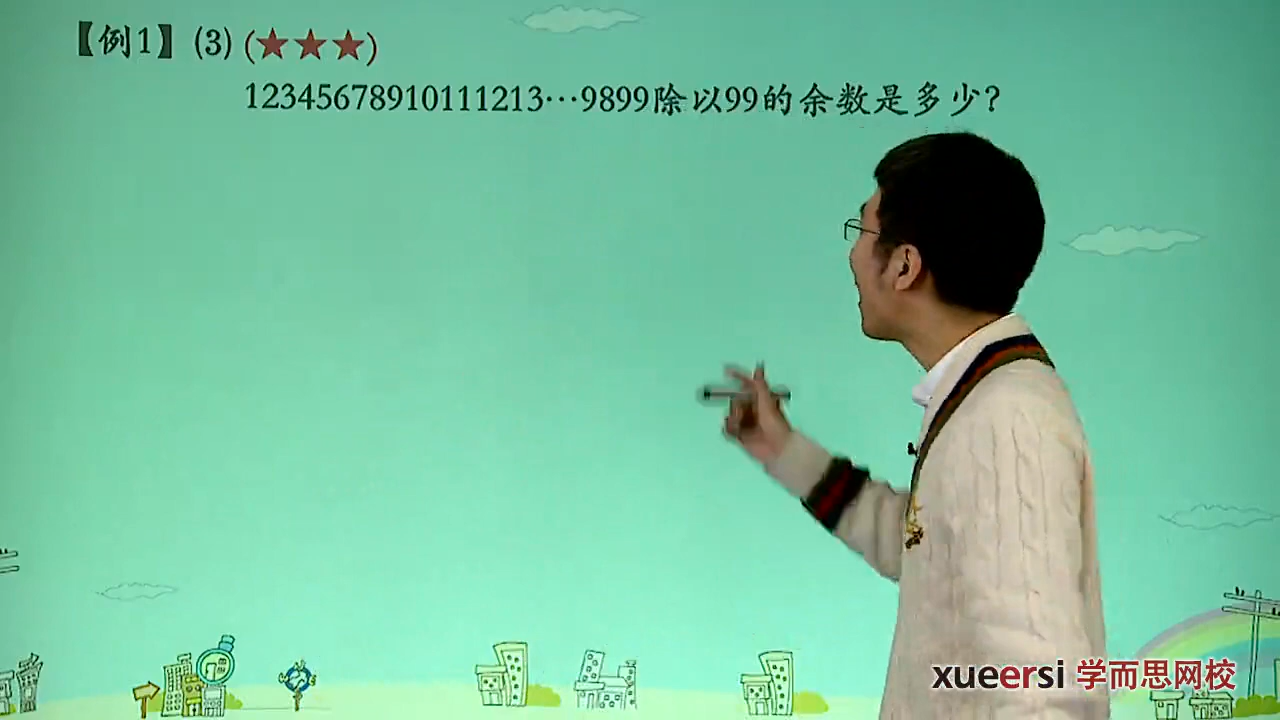 【例1】(3)(★★★)
12345678910111213…9899除以99的余数是多少?
xueersi 学而思网校